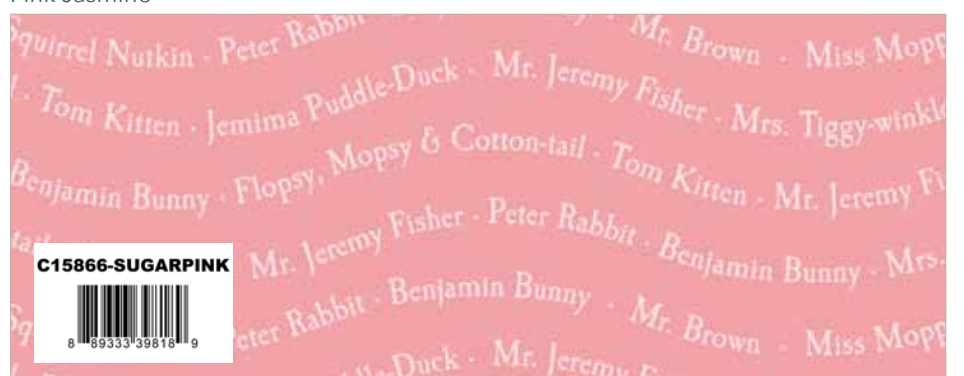 Pink Jasmine
Squirrel Nutkin · Peter Rabbit · Mr. Brown · Miss Mopp
· Tom Kitten · Jemima Puddle-Duck · Mr. Jeremy Fisher · Mrs. Tiggy-winkle
Benjamin Bunny · Flopsy, Mopsy & Cotton-tail · Tom Kitten · Mr. Jeremy Fi
Mr. Jeremy Fisher · Peter Rabbit · Benjamin Bunny · Mrs.
C15866-SUGARPINK
8 89333 39818 9
Peter Rabbit · Benjamin Bunny · Mr. Brown · Miss Mopp
Duck · Mr. Jeremy F